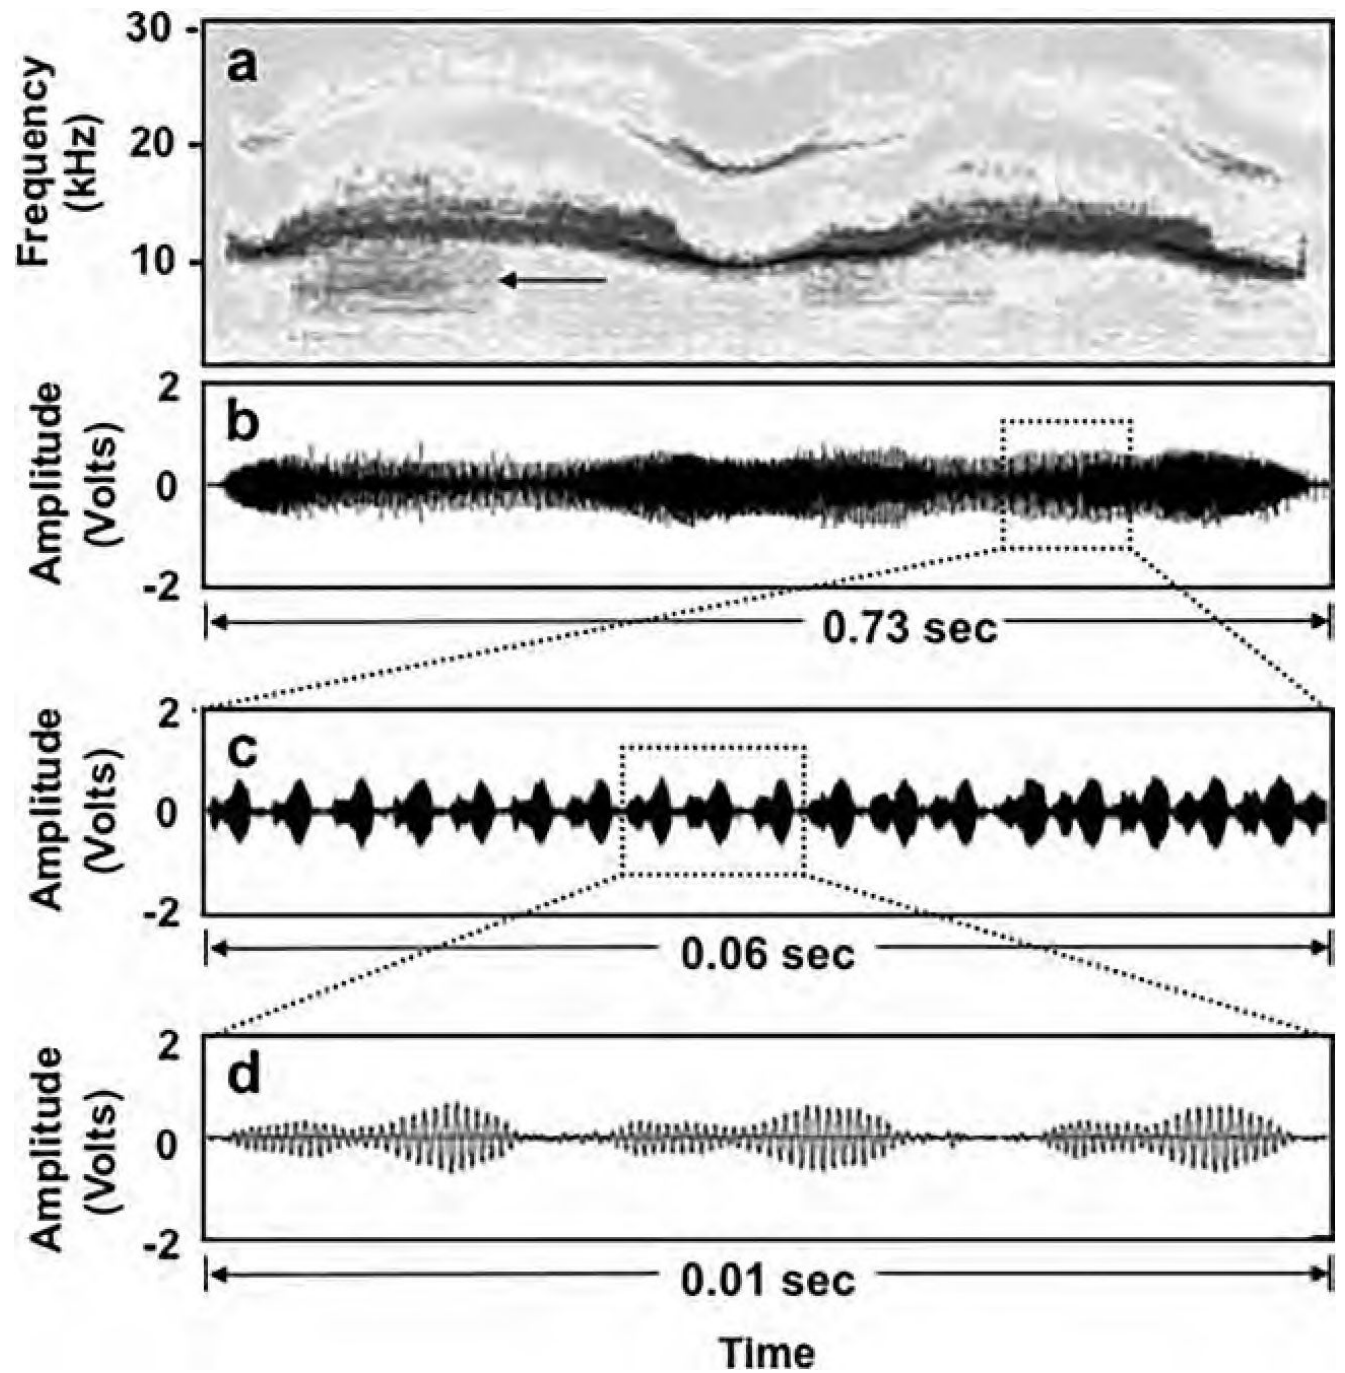 30
a
Frequency
(kHz)
20
10
2
b
Amplitude
(Volts)
0
-2
0.73 sec
2
c
Amplitude
(Volts)
0
-2
0.06 sec
2
d
Amplitude
(Volts)
0
-2
0.01 sec
Time